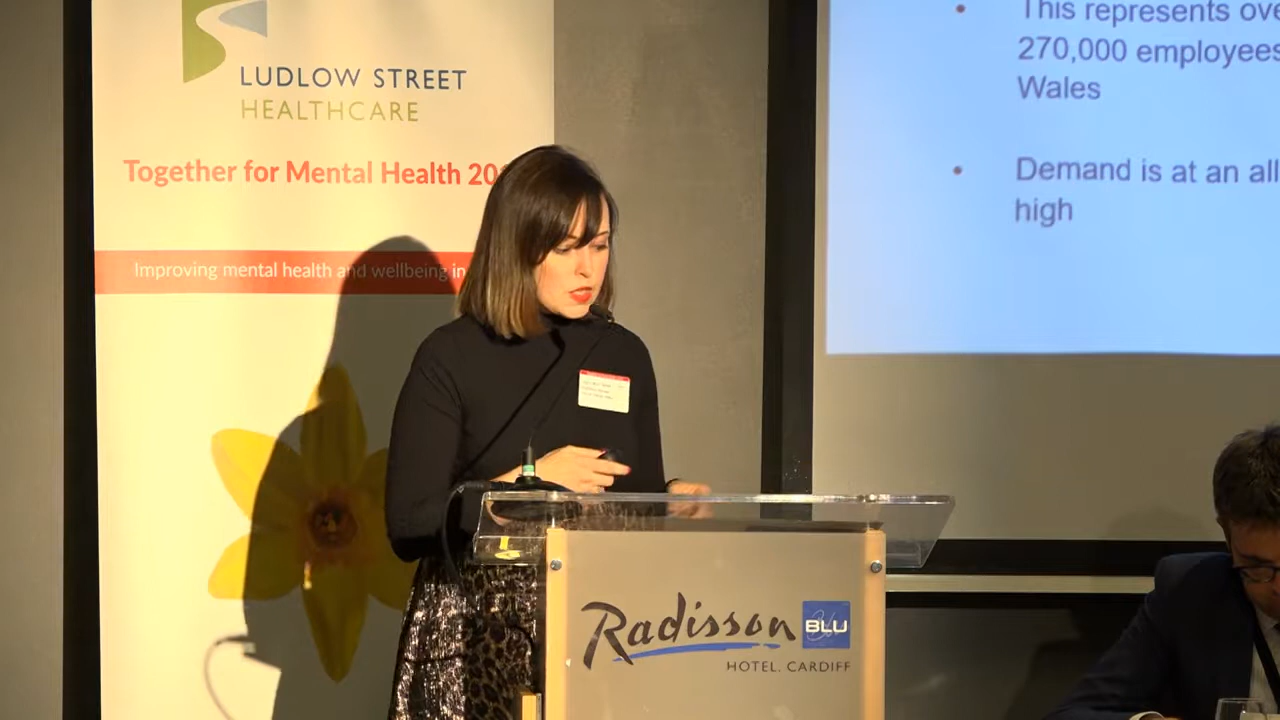 LUDLOW STREET
HEALTHCARE
Together for Mental Health 20
Improving mental health and wellbeing in
This represents ove
270,000 employees
Wales
Demand is at an all
high
Radisson
BLU
HOTEL, CARDIFF